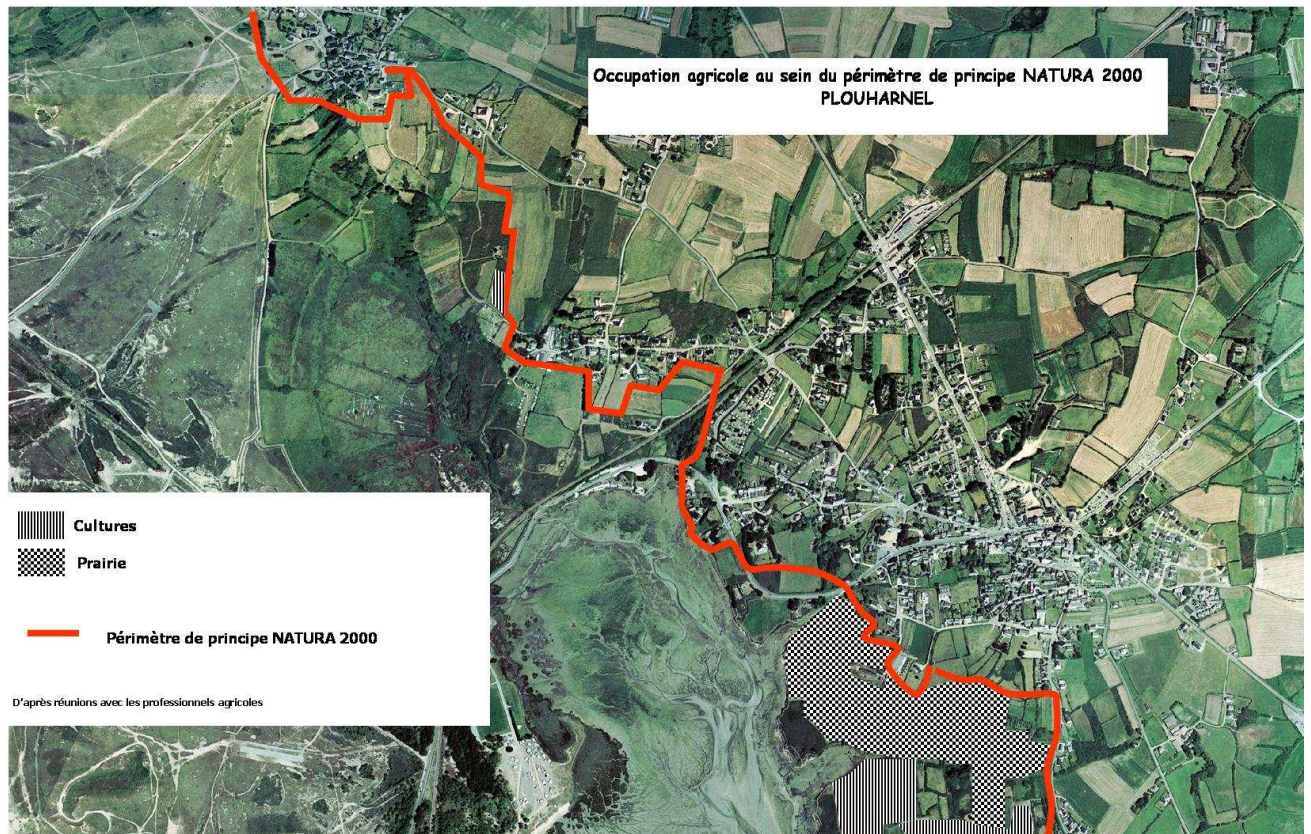 Occupation agricole au sein du périmètre de principe NATURA 2000
PLOUHARNEL
Cultures
Prairie
Périmètre de principe NATURA 2000
D'après réunions avec les professionnels agricoles